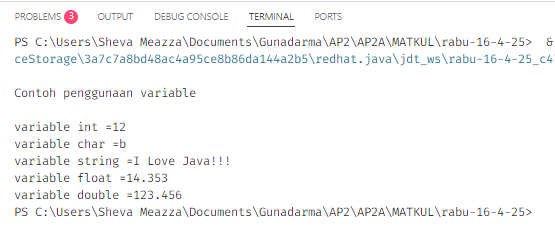 PROBLEMS 3 OUTPUT DEBUG CONSOLE TERMINAL PORTS
PS C:\Users\Sheva Meazza\Documents\Gunadarma\AP2\AP2A\MATKUL\rabu-16-4-25>  &
ceStorage\3a7c7a8bd48ac4a95ce8b86da144a2b5\redhat.java\jdt_ws\rabu-16-4-25_c4
Contoh penggunaan variable
variable int =12
variable char =b
variable string =I Love Java!!!
variable float =14.353
variable double =123.456
PS C:\Users\Sheva Meazza\Documents\Gunadarma\AP2\AP2A\MATKUL\rabu-16-4-25>